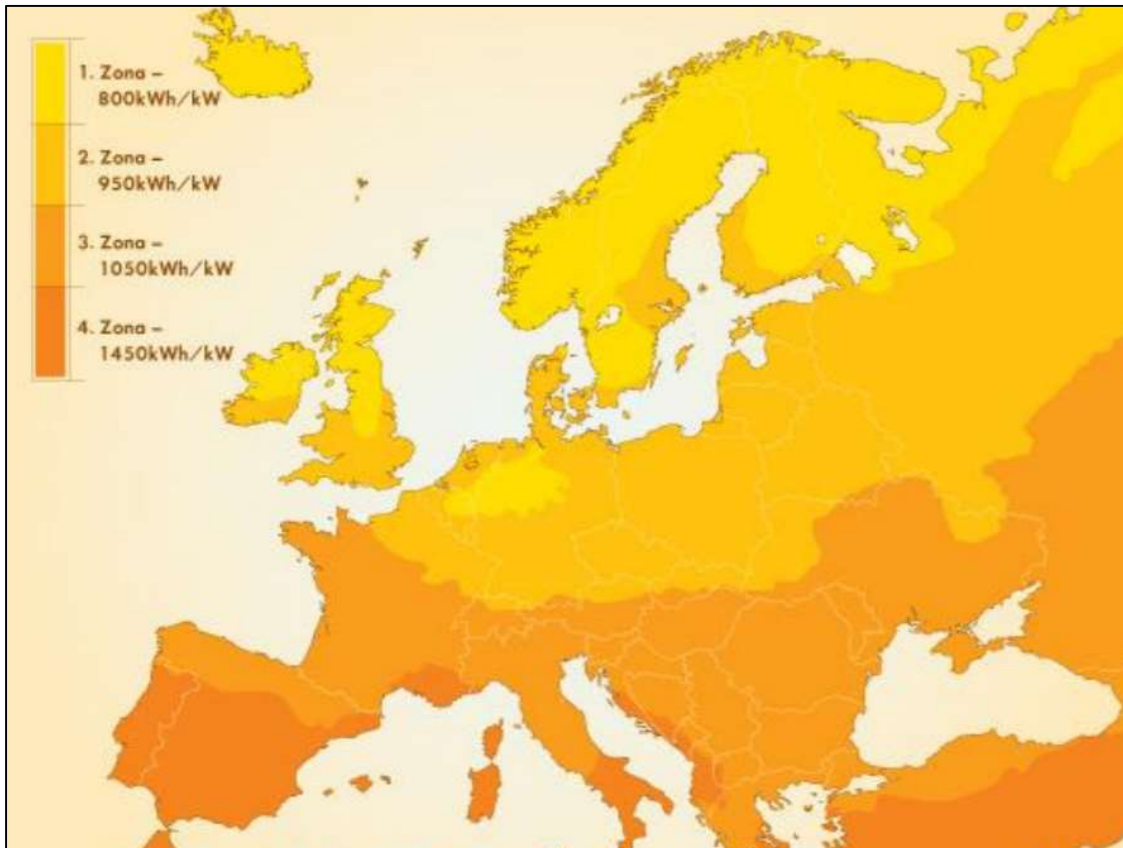 1. Zona –
800kWh/kW
2. Zona –
950kWh/kW
3. Zona –
1050kWh/kW
4. Zona –
1450kWh/kW